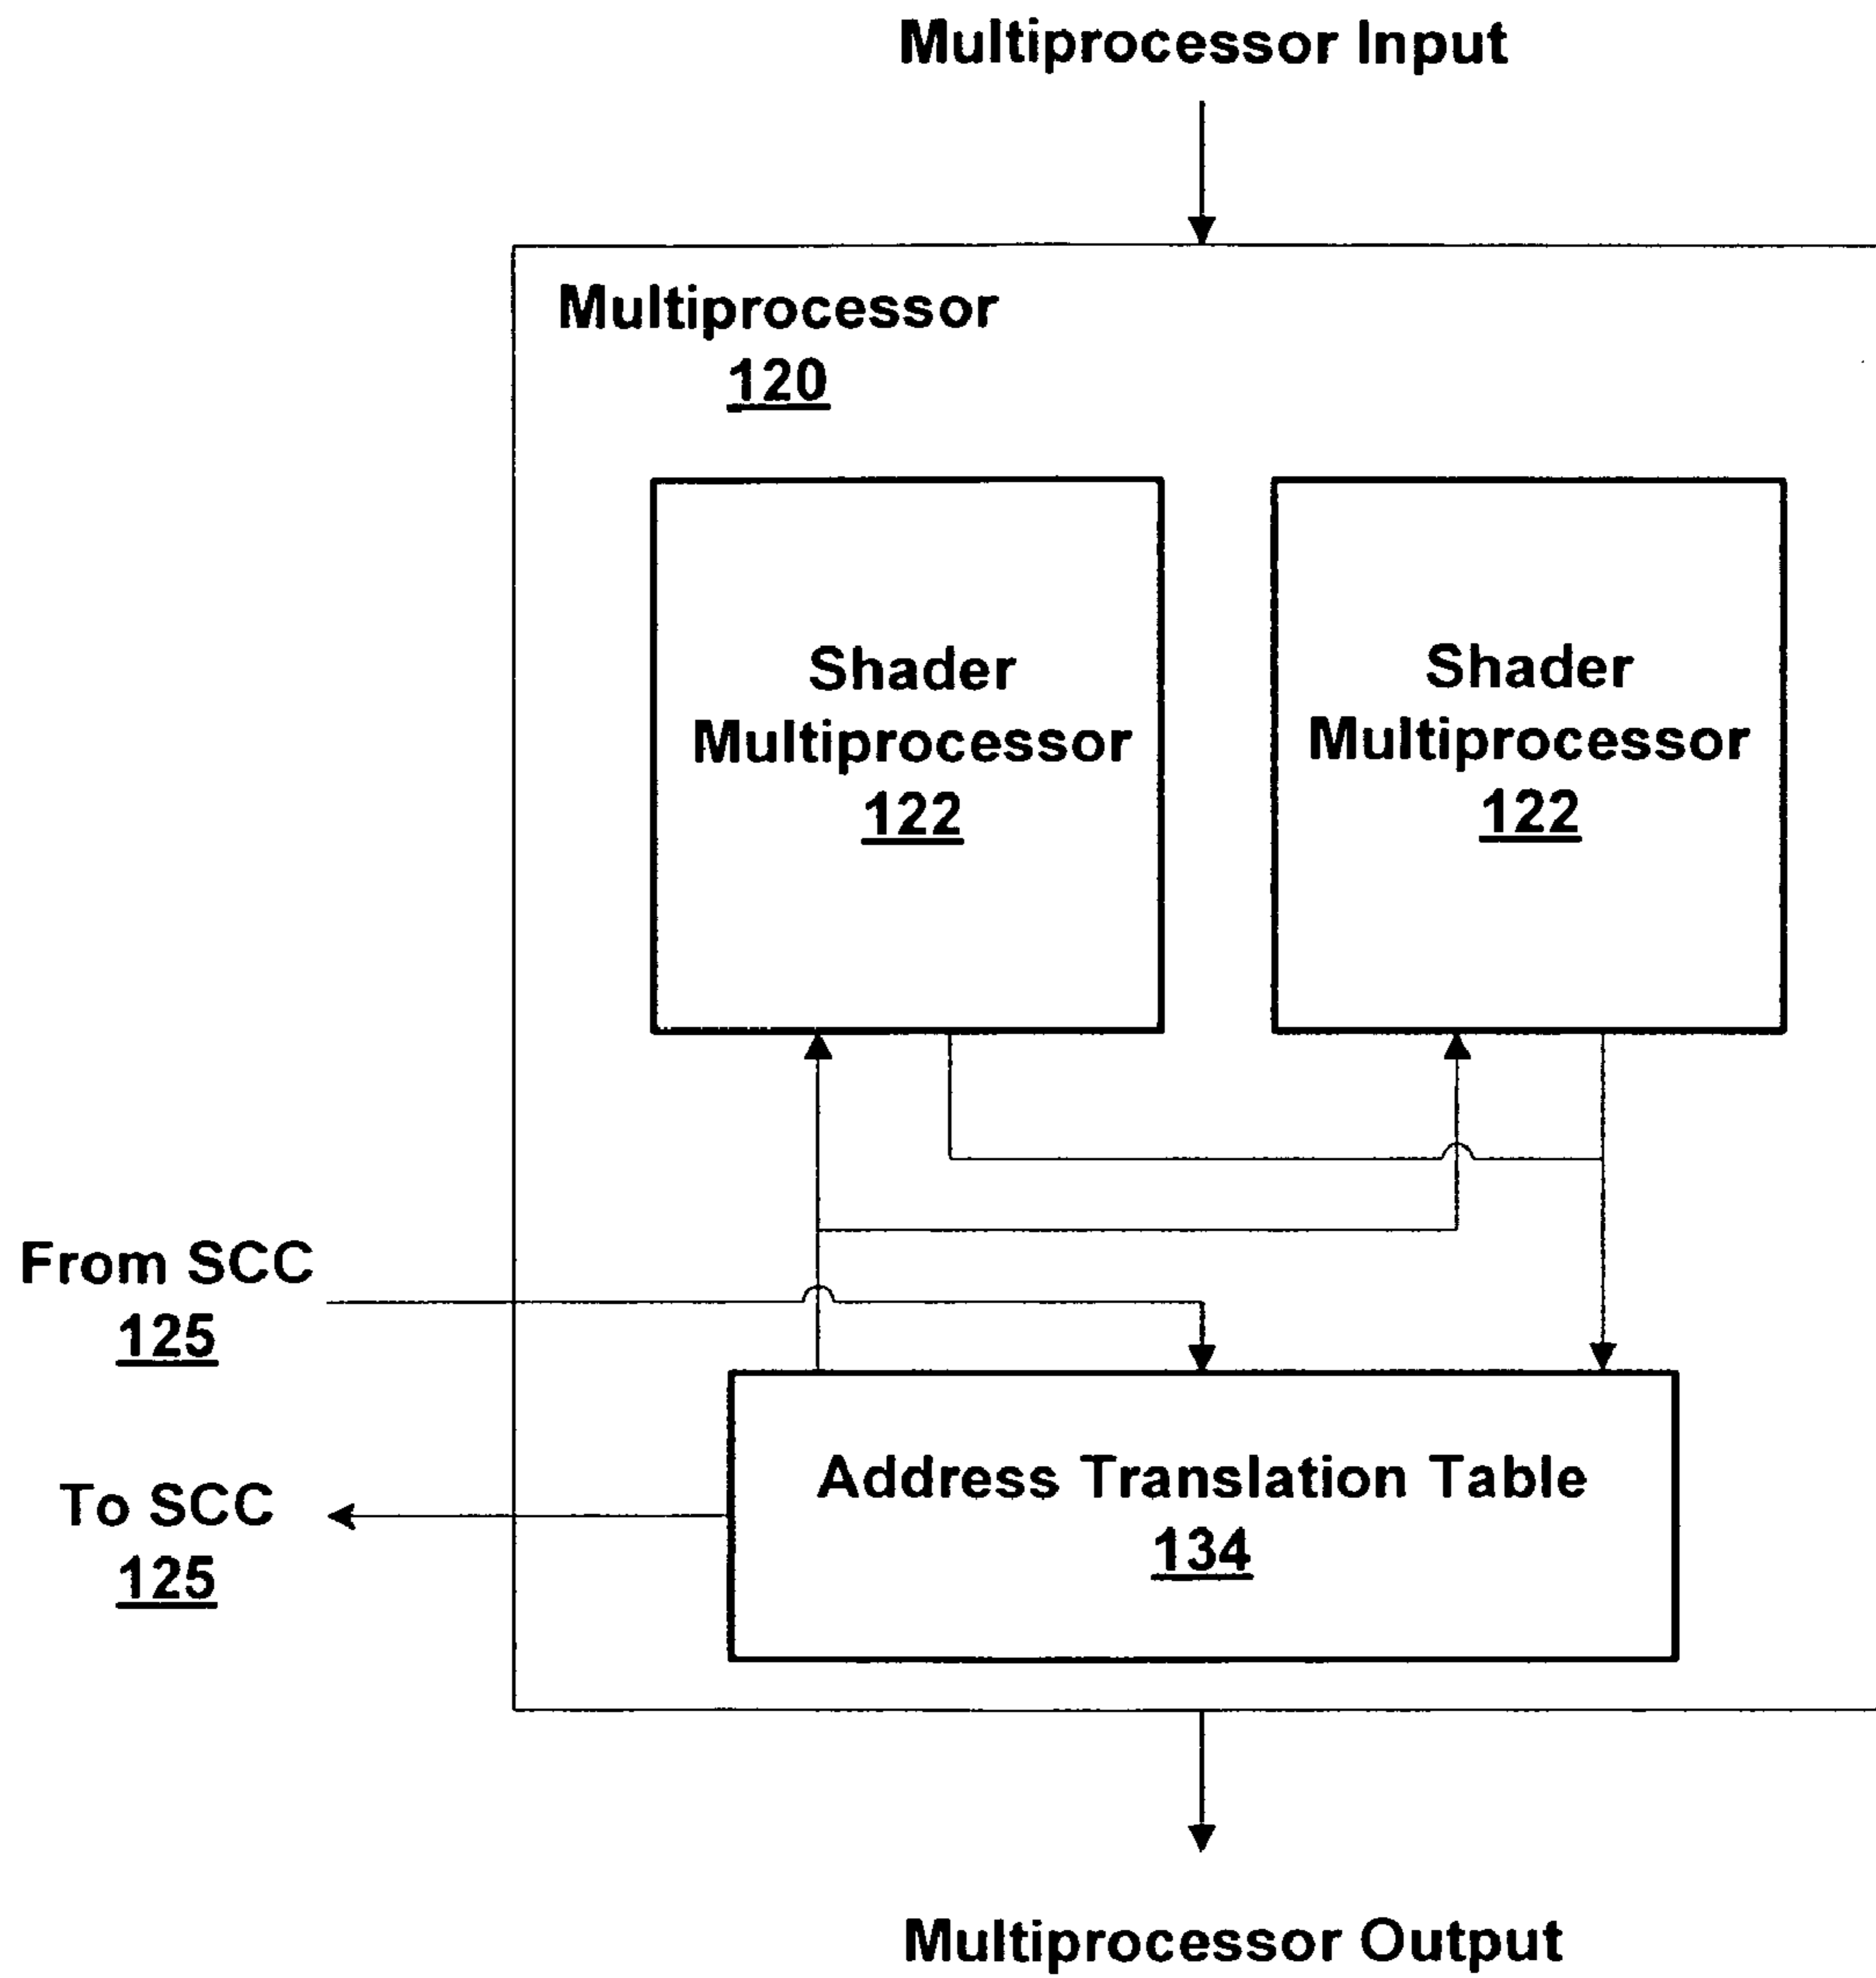 Multiprocessor Input
Multiprocessor
120
Shader
Multiprocessor
122
Shader
Multiprocessor
122
From SCC
125
To SCC
125
Address Translation Table
134
Multiprocessor Output